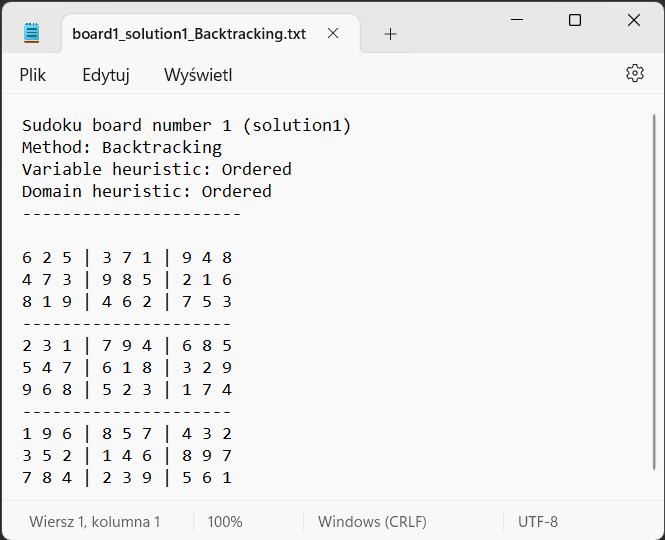 board1_solution1_Backtracking.txt
Plik Edytuj Wyświetl
Sudoku board number 1 (solution1)
Method: Backtracking
Variable heuristic: Ordered
Domain heuristic: Ordered
----------------------
6 2 5 | 3 7 1 | 9 4 8
4 7 3 | 9 8 5 | 2 1 6
8 1 9 | 4 6 2 | 7 5 3
---------------------
2 3 1 | 7 9 4 | 6 8 5
5 4 7 | 6 1 8 | 3 2 9
9 6 8 | 5 2 3 | 1 7 4
---------------------
1 9 6 | 8 5 7 | 4 3 2
3 5 2 | 1 4 6 | 8 9 7
7 8 4 | 2 3 9 | 5 6 1
Wiersz 1, kolumna 1 100% Windows (CRLF) UTF-8